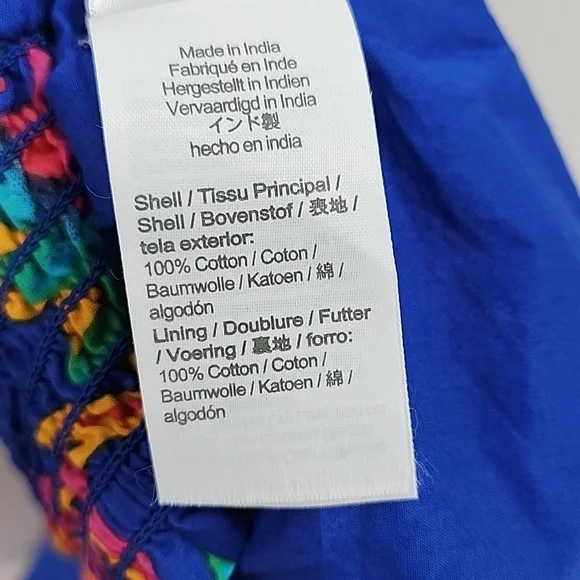 Made in India
Fabriqué en Inde
Hergestellt in Indien
Vervaardigd in India
インド製
hecho en india
Shell / Tissu Principal /
Shell / Bovenstof / 表地 /
tela exterior:
100% Cotton / Coton /
Baumwolle / Katoen / 綿 /
algodón
Lining / Doublure / Futter
/ Voering / 裏地 / forro:
100% Cotton / Coton /
Baumwolle / Katoen / 綿 /
algodón